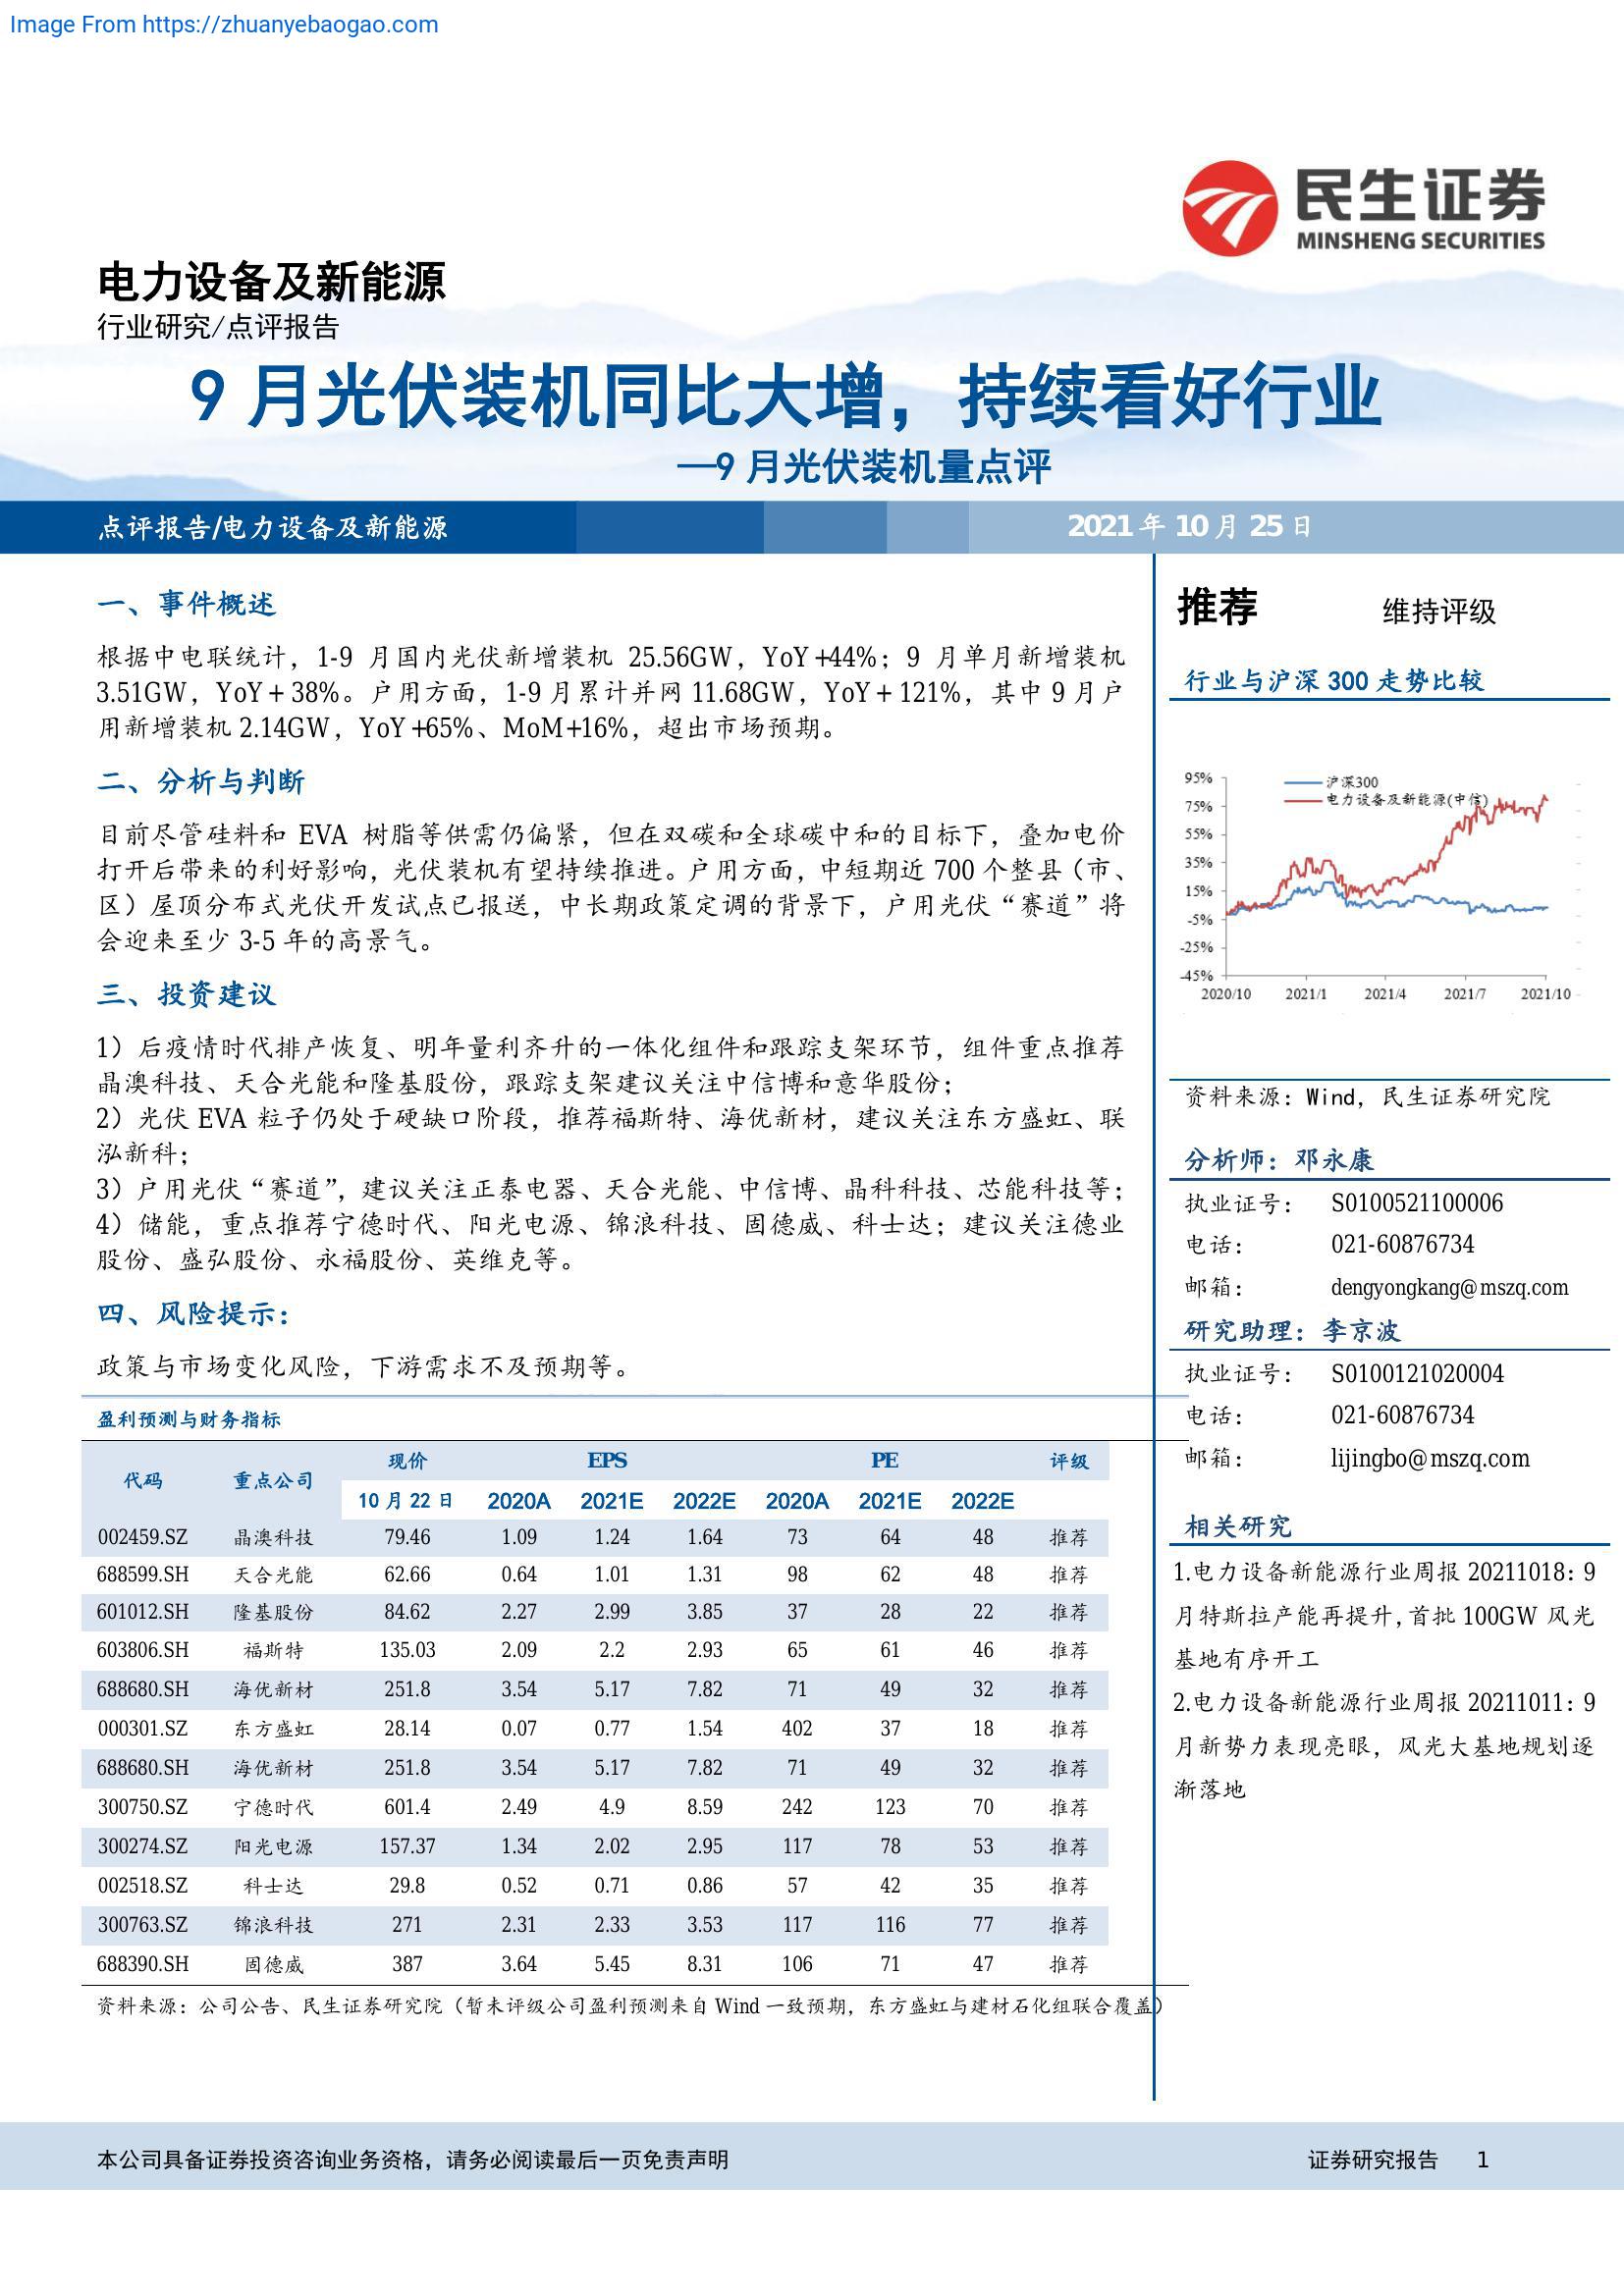 Image From https://zhuanyebaogao.com
民生证券
MINSHENG SECURITIES
电力设备及新能源
行业研究/点评报告
9 月光伏装机同比大增，持续看好行业
—9 月光伏装机量点评
点评报告/电力设备及新能源
2021 年 10 月 25 日
一、事件概述
根据中电联统计，1-9 月国内光伏新增装机 25.56GW，YoY+44%；9 月单月新增装机
3.51GW，YoY+ 38%。户用方面，1-9 月累计并网 11.68GW，YoY+ 121%，其中 9 月户
用新增装机 2.14GW，YoY+65%、MoM+16%，超出市场预期。
二、分析与判断
目前尽管硅料和 EVA 树脂等供需仍偏紧，但在双碳和全球碳中和的目标下，叠加电价
打开后带来的利好影响，光伏装机有望持续推进。户用方面，中短期近 700 个整县（市、
区）屋顶分布式光伏开发试点已报送，中长期政策定调的背景下，户用光伏“赛道”将
会迎来至少 3-5 年的高景气。
三、投资建议
1）后疫情时代排产恢复、明年量利齐升的一体化组件和跟踪支架环节，组件重点推荐
晶澳科技、天合光能和隆基股份，跟踪支架建议关注中信博和意华股份；
2）光伏 EVA 粒子仍处于硬缺口阶段，推荐福斯特、海优新材，建议关注东方盛虹、联
泓新科；
3）户用光伏“赛道”，建议关注正泰电器、天合光能、中信博、晶科科技、芯能科技等；
4）储能，重点推荐宁德时代、阳光电源、锦浪科技、固德威、科士达；建议关注德业
股份、盛弘股份、永福股份、英维克等。
四、风险提示：
政策与市场变化风险，下游需求不及预期等。
盈利预测与财务指标
代码 重点公司 现价 EPS PE 评级
10 月 22 日 2020A 2021E 2022E 2020A 2021E 2022E
002459.SZ 晶澳科技 79.46 1.09 1.24 1.64 73 64 48 推荐
688599.SH 天合光能 62.66 0.64 1.01 1.31 98 62 48 推荐
601012.SH 隆基股份 84.62 2.27 2.99 3.85 37 28 22 推荐
603806.SH 福斯特 135.03 2.09 2.2 2.93 65 61 46 推荐
688680.SH 海优新材 251.8 3.54 5.17 7.82 71 49 32 推荐
000301.SZ 东方盛虹 28.14 0.07 0.77 1.54 402 37 18 推荐
688680.SH 海优新材 251.8 3.54 5.17 7.82 71 49 32 推荐
300750.SZ 宁德时代 601.4 2.49 4.9 8.59 242 123 70 推荐
300274.SZ 阳光电源 157.37 1.34 2.02 2.95 117 78 53 推荐
002518.SZ 科士达 29.8 0.52 0.71 0.86 57 42 35 推荐
300763.SZ 锦浪科技 271 2.31 2.33 3.53 117 116 77 推荐
688390.SH 固德威 387 3.64 5.45 8.31 106 71 47 推荐
资料来源：公司公告、民生证券研究院（暂未评级公司盈利预测来自 Wind 一致预期，东方盛虹与建材石化组联合覆盖）
推荐 维持评级
行业与沪深 300 走势比较
沪深300
电力设备及新能源(中信)
95%
75%
55%
35%
15%
-5%
-25%
-45%
2020/10 2021/1 2021/4 2021/7 2021/10
资料来源：Wind，民生证券研究院
分析师：邓永康
执业证号： S0100521100006
电话： 021-60876734
邮箱： dengyongkang@mszq.com
研究助理：李京波
执业证号： S0100121020004
电话： 021-60876734
邮箱： lijingbo@mszq.com
相关研究
1.电力设备新能源行业周报 20211018：9
月特斯拉产能再提升，首批 100GW 风光
基地有序开工
2.电力设备新能源行业周报 20211011：9
月新势力表现亮眼，风光大基地规划逐
渐落地
本公司具备证券投资咨询业务资格，请务必阅读最后一页免责声明
证券研究报告 1